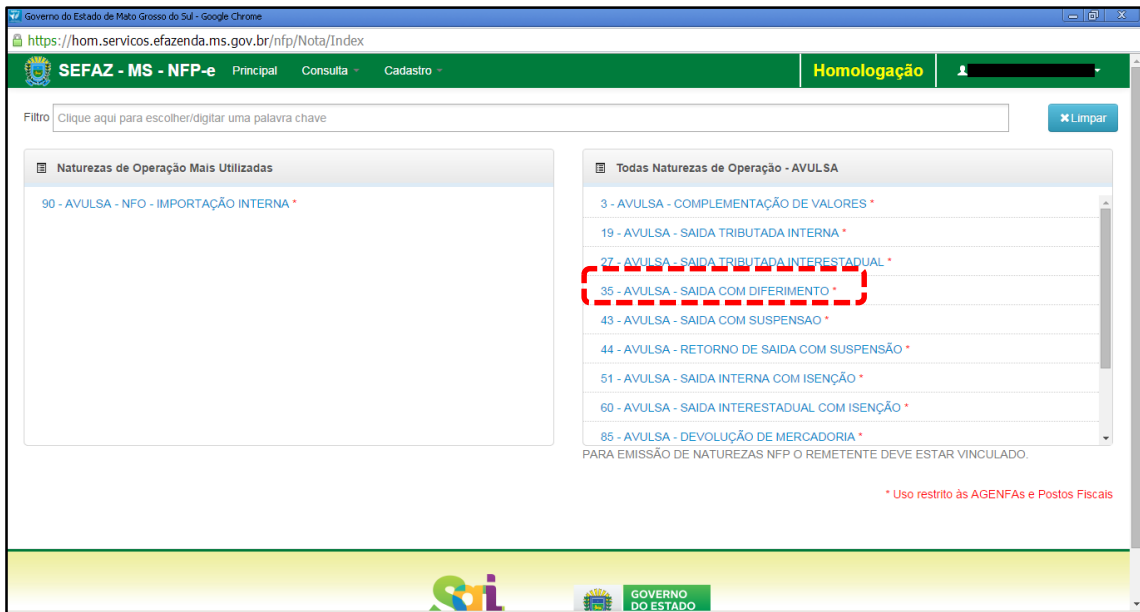 Governo do Estado de Mato Grosso do Sul - Google Chrome
https://hom.servicos.efazenda.ms.gov.br/nfp/Nota/Index
SEFAZ - MS - NFP-e Principal Consulta Cadastro Homologação
Filtro Clique aqui para escolher/digitar uma palavra chave Limpar
Naturezas de Operação Mais Utilizadas
90 - AVULSA - NFO - IMPORTAÇÃO INTERNA *
Todas Naturezas de Operação - AVULSA
3 - AVULSA - COMPLEMENTAÇÃO DE VALORES *
19 - AVULSA - SAIDA TRIBUTADA INTERNA *
27 - AVULSA - SAIDA TRIBUTADA INTERESTADUAL *
35 - AVULSA - SAIDA COM DIFERIMENTO *
43 - AVULSA - SAIDA COM SUSPENSAO *
44 - AVULSA - RETORNO DE SAIDA COM SUSPENSÃO *
51 - AVULSA - SAIDA INTERNA COM ISENÇÃO *
60 - AVULSA - SAIDA INTERESTADUAL COM ISENÇÃO *
85 - AVULSA - DEVOLUÇÃO DE MERCADORIA *
PARA EMISSÃO DE NATUREZAS NFP O REMETENTE DEVE ESTAR VINCULADO.
* Uso restrito às AGENFAs e Postos Fiscais
GOVERNO
DO ESTADO